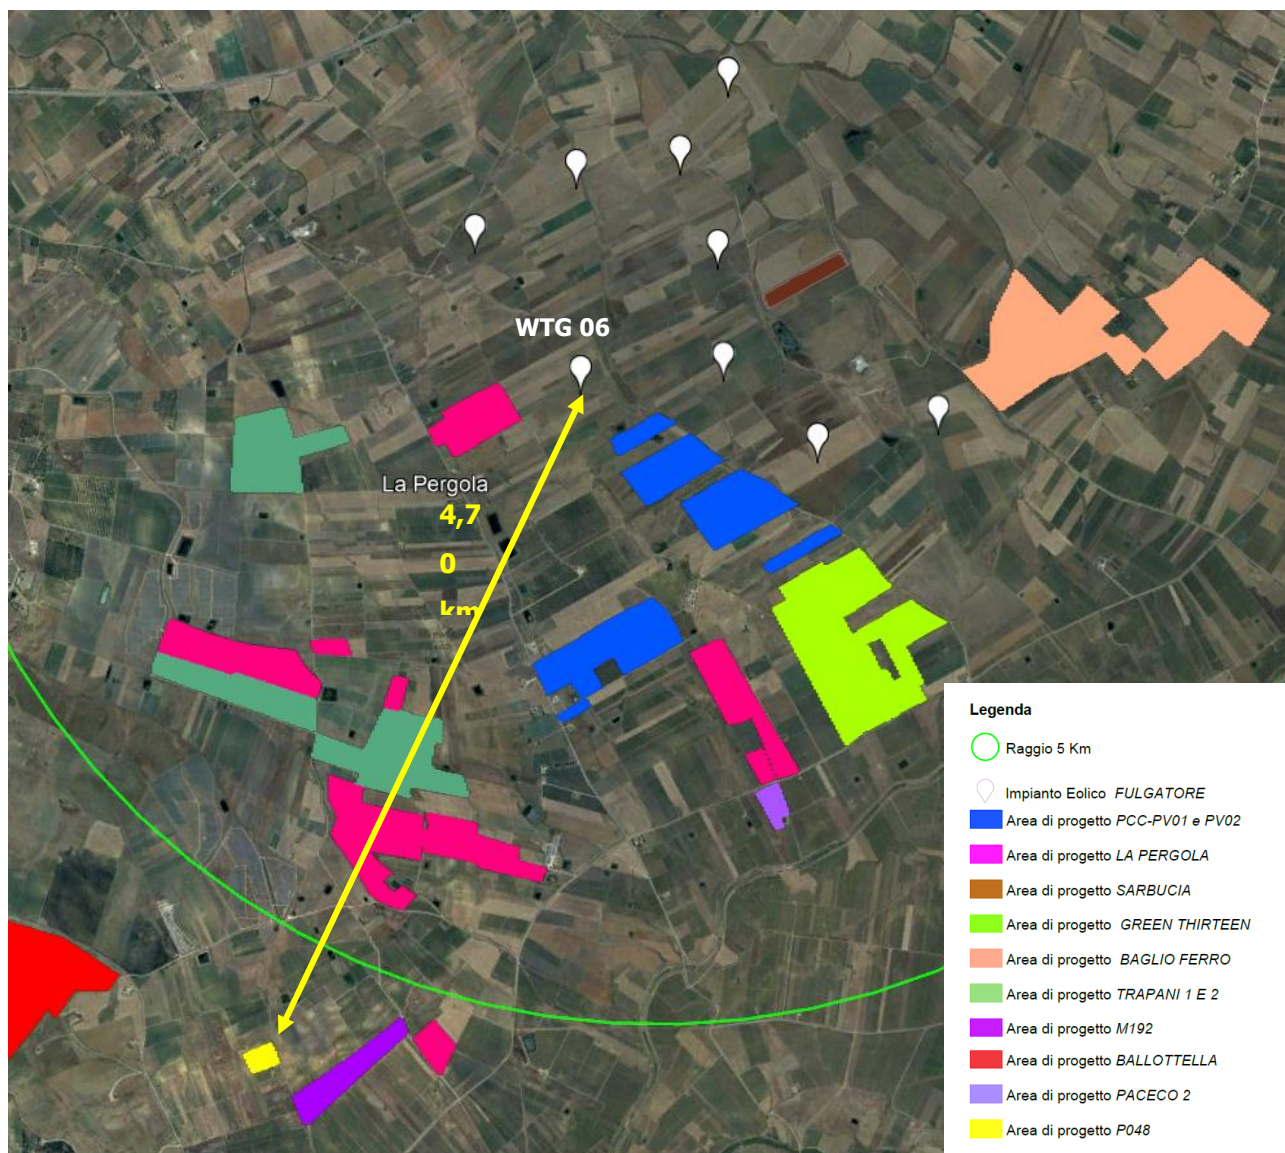 WTG 06
La Pergola
4,7
0
km
Legenda
Raggio 5 Km
Impianto Eolico FULGATORE
Area di progetto PCC-PV01 e PV02
Area di progetto LA PERGOLA
Area di progetto SARBUCIA
Area di progetto GREEN THIRTEEN
Area di progetto BAGLIO FERRO
Area di progetto TRAPANI 1 E 2
Area di progetto M192
Area di progetto BALLOTTELLA
Area di progetto PACECO 2
Area di progetto P048